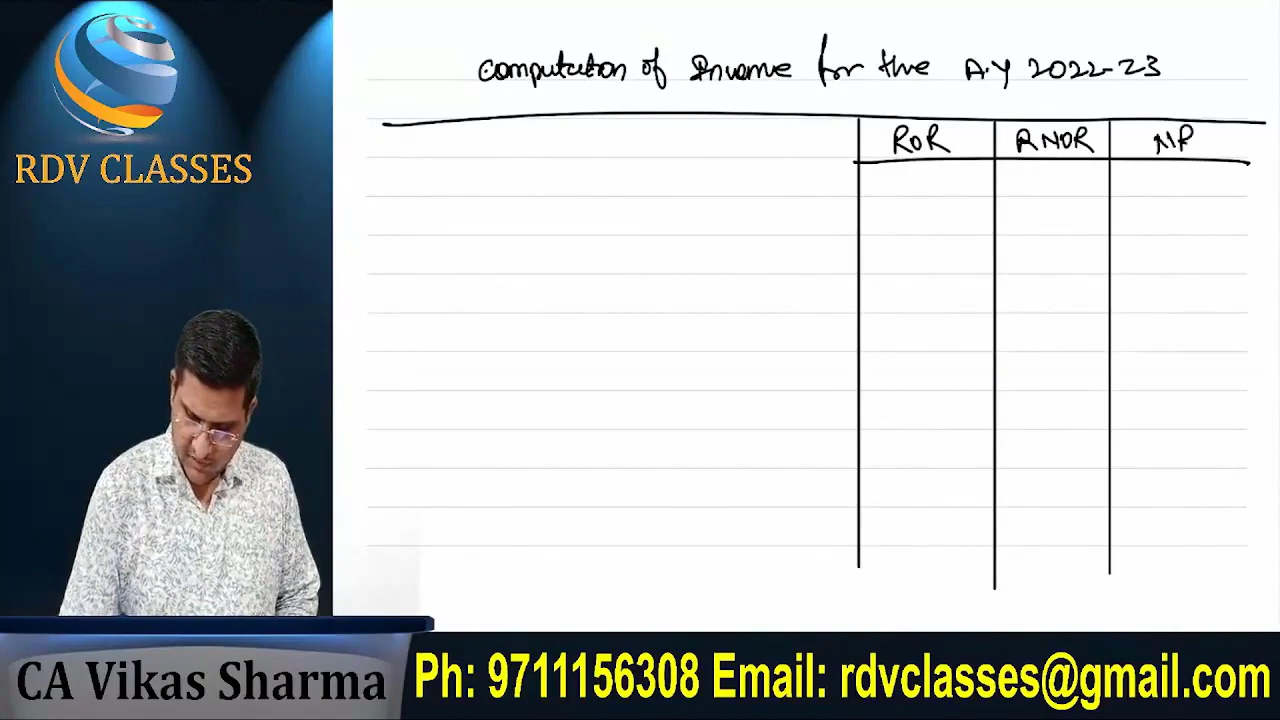 Computation of Income for the A.Y 2022-23
ROR RNOR NR
RDV CLASSES
CA Vikas Sharma
Ph: 9711156308 Email: rdvclasses@gmail.com